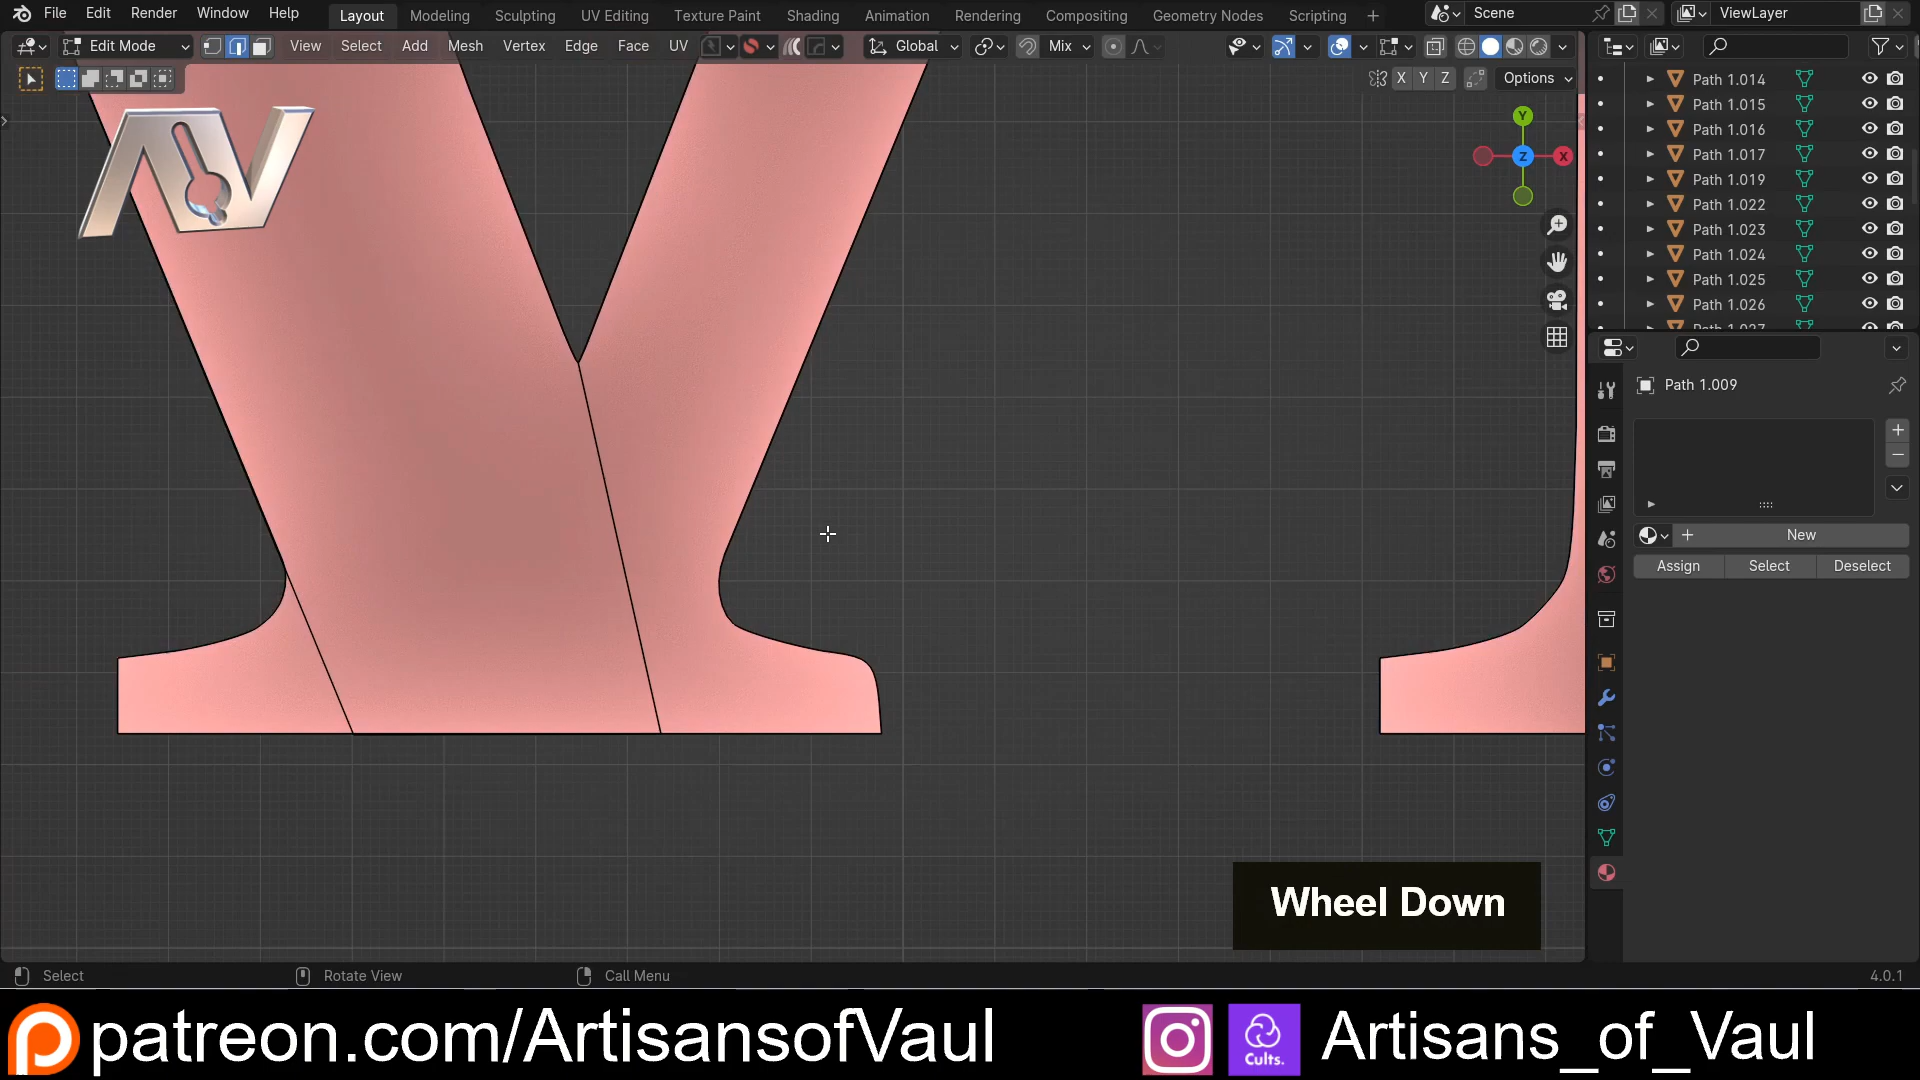 File Edit Render Window Help Layout Modeling Sculpting UV Editing Texture Paint Shading Animation Rendering Compositing Geometry Nodes Scripting + Scene ViewLayer
Edit Mode View Select Add Mesh Vertex Edge Face UV Global Mix
X Y Z Options
Y
Z X
Path 1.014
Path 1.015
Path 1.016
Path 1.017
Path 1.019
Path 1.022
Path 1.023
Path 1.024
Path 1.025
Path 1.026
Path 1.027
Path 1.009
New
Assign Select Deselect
Wheel Down
Select Rotate View Call Menu 4.0.1
patreon.com/ArtisansofVaul Cults. Artisans_of_Vaul